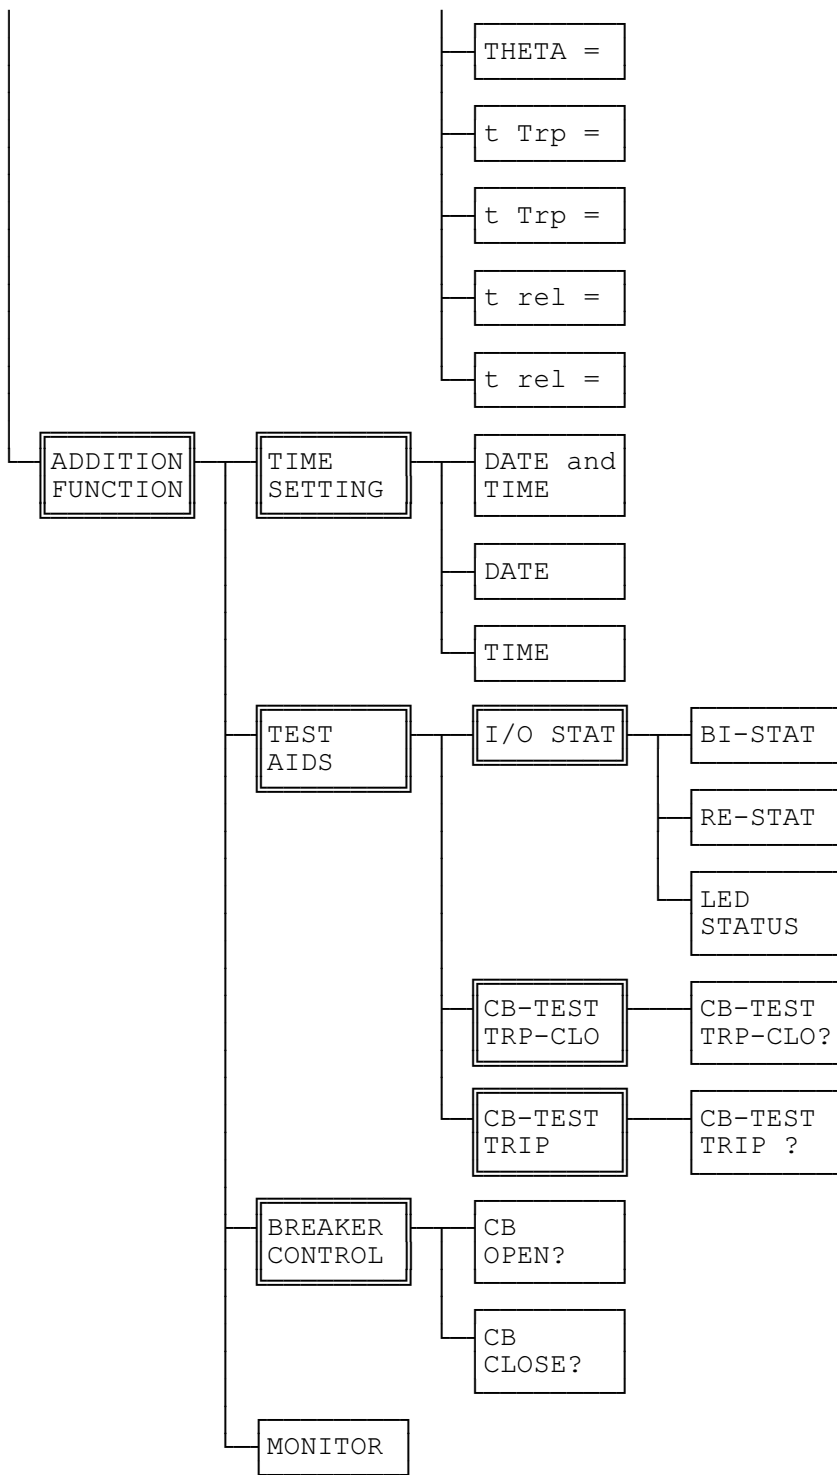 THETA =
t Trp =
t Trp =
t rel =
t rel =
ADDITION
FUNCTION
TIME
SETTING
DATE and
TIME
DATE
TIME
TEST
AIDS
I/O STAT
BI-STAT
RE-STAT
LED
STATUS
CB-TEST
TRP-CLO
CB-TEST
TRP-CLO?
CB-TEST
TRIP
CB-TEST
TRIP ?
BREAKER
CONTROL
CB
OPEN?
CB
CLOSE?
MONITOR